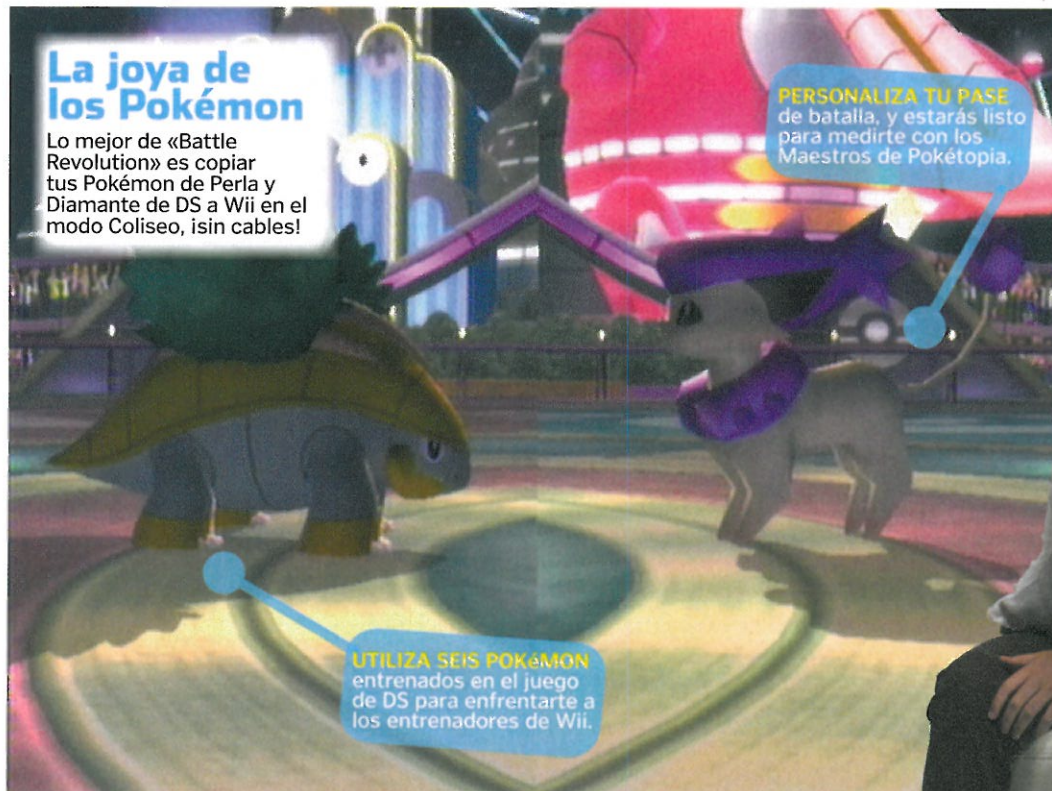 La joya de
los Pokémon
Lo mejor de «Battle
Revolution» es copiar
tus Pokémon de Perla y
Diamante de DS a Wii en el
modo Coliseo, ¡sin cables!
PERSONALIZA TU PASE
de batalla, y estarás listo
para medirte con los
Maestros de Pokétopia.
UTILIZA SEIS POKéMON
entrenados en el juego
de DS para enfrentarte a
los entrenadores de Wii.